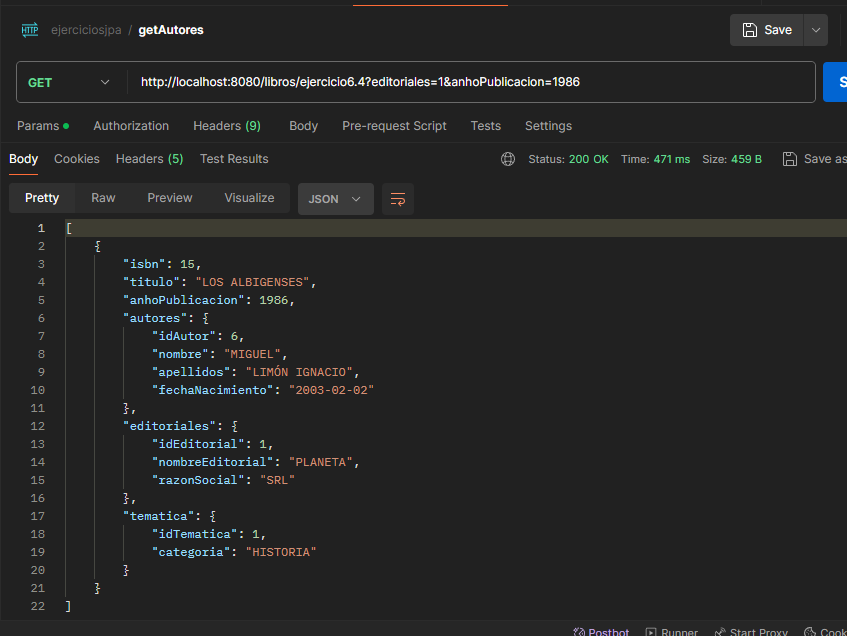 HTTP ejerciciosjpa / getAutores Save
GET http://localhost:8080/libros/ejercicio6.4?editoriales=1&anhoPublicacion=1986 S
Params Authorization Headers (9) Body Pre-request Script Tests Settings
Body Cookies Headers (5) Test Results Status: 200 OK Time: 471 ms Size: 459 B Save as
Pretty Raw Preview Visualize JSON
1 [
2 {
3 "isbn": 15,
4 "titulo": "LOS ALBIGENSES",
5 "anhoPublicacion": 1986,
6 "autores": {
7 "idAutor": 6,
8 "nombre": "MIGUEL",
9 "apellidos": "LIMÓN IGNACIO",
10 "fechaNacimiento": "2003-02-02"
11 },
12 "editoriales": {
13 "idEditorial": 1,
14 "nombreEditorial": "PLANETA",
15 "razonSocial": "SRL"
16 },
17 "tematica": {
18 "idTematica": 1,
19 "categoria": "HISTORIA"
20 }
21 }
22 ]
Postbot Runner Start Proxy Cook